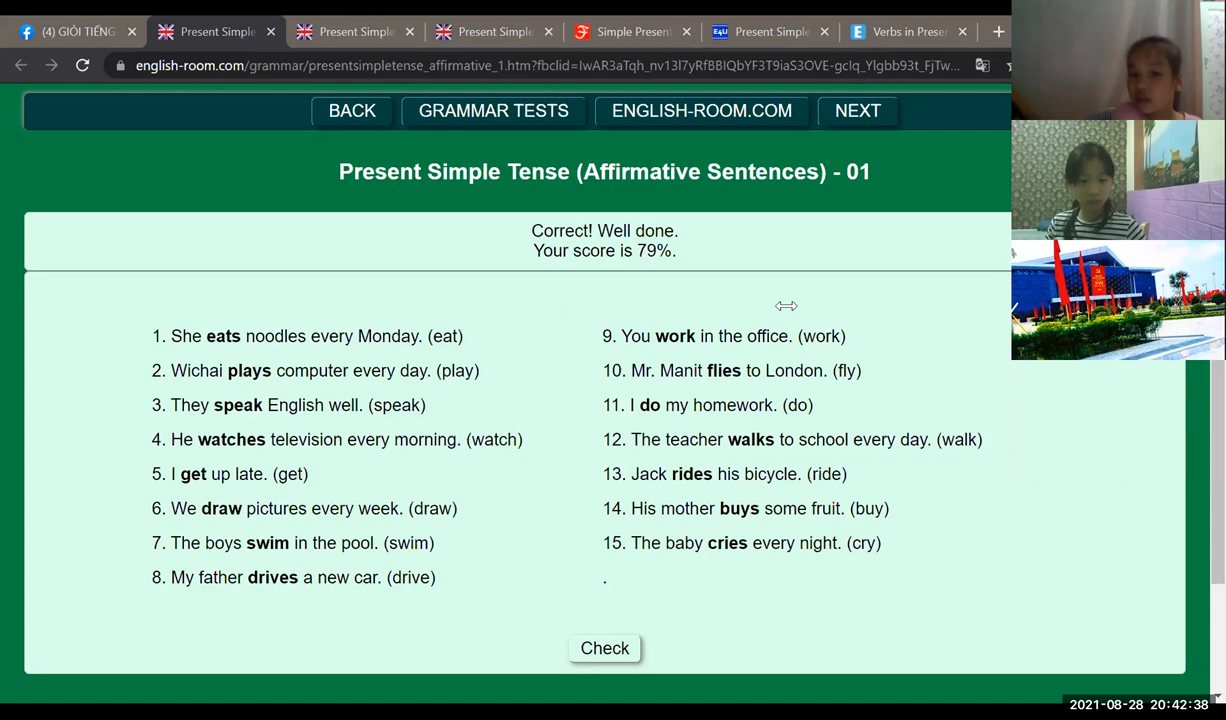 (4) GIỎI TIẾNG
Present Simple
Present Simple
Present Simple
Simple Present
E4U
Present Simple
E
Verbs in Preser
english-room.com/grammar/presentsimpletense_affirmative_1.htm?fbclid=IwAR3aTqh_nv13l7yRfBBIQbYF3T9iaS3OVE-gcIq_Ylgbb93t_FjTw...
BACK
GRAMMAR TESTS
ENGLISH-ROOM.COM
NEXT
Present Simple Tense (Affirmative Sentences) - 01
Correct! Well done.
Your score is 79%.
1. She eats noodles every Monday. (eat)
2. Wichai plays computer every day. (play)
3. They speak English well. (speak)
4. He watches television every morning. (watch)
5. I get up late. (get)
6. We draw pictures every week. (draw)
7. The boys swim in the pool. (swim)
8. My father drives a new car. (drive)
9. You work in the office. (work)
10. Mr. Manit flies to London. (fly)
11. I do my homework. (do)
12. The teacher walks to school every day. (walk)
13. Jack rides his bicycle. (ride)
14. His mother buys some fruit. (buy)
15. The baby cries every night. (cry)
.
Check
2021-08-28 20:42:38